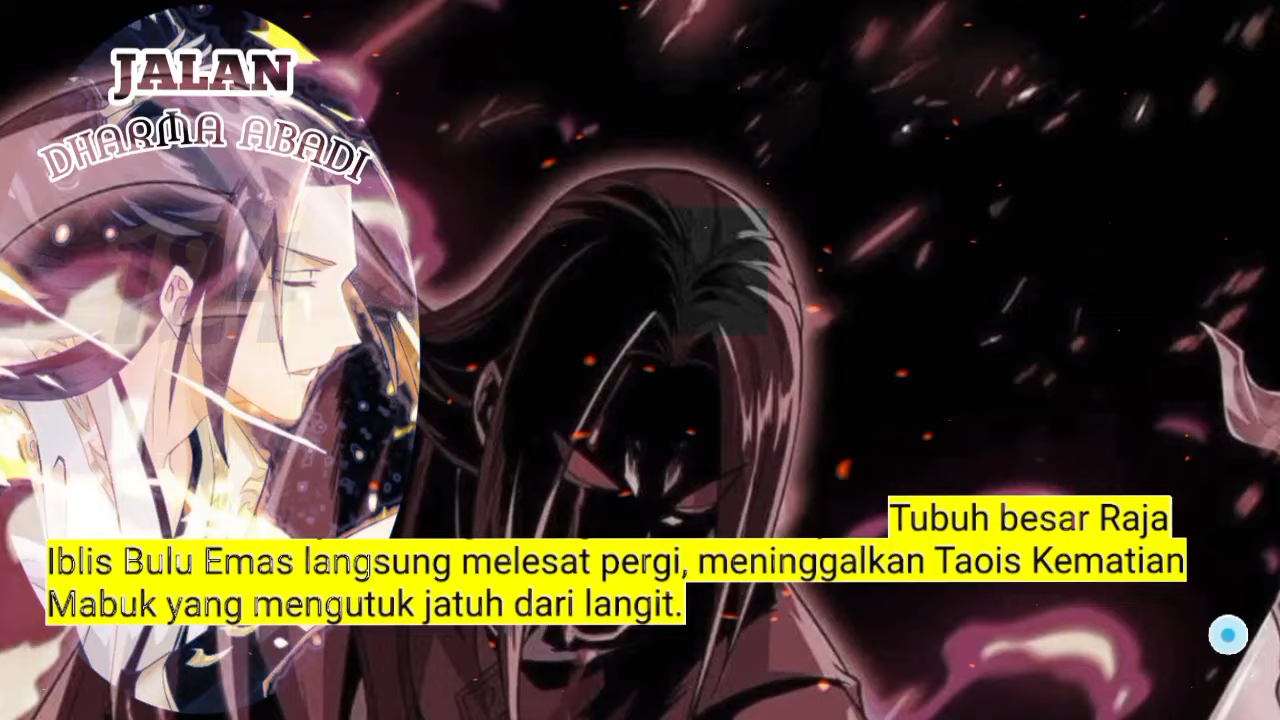 JALAN
DHARMA ABADI
Tubuh besar Raja
Iblis Bulu Emas langsung melesat pergi, meninggalkan Taois Kematian
Mabuk yang mengutuk jatuh dari langit.